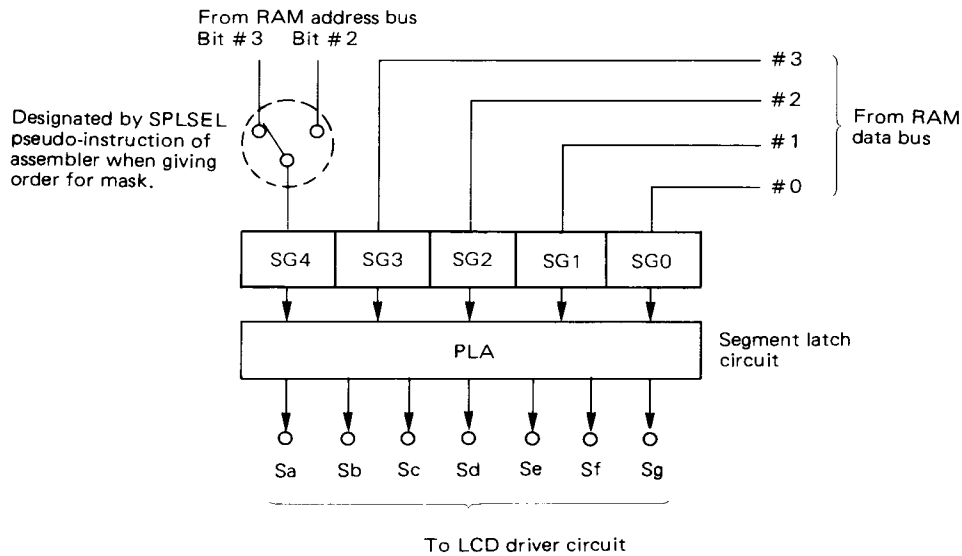 From RAM address bus
Bit #3 Bit #2
#3
#2
#1
#0
From RAM
data bus
Designated by SPLSEL
pseudo-instruction of
assembler when giving
order for mask.
SG4 SG3 SG2 SG1 SG0
PLA
Segment latch
circuit
Sa Sb Sc Sd Se Sf Sg
To LCD driver circuit